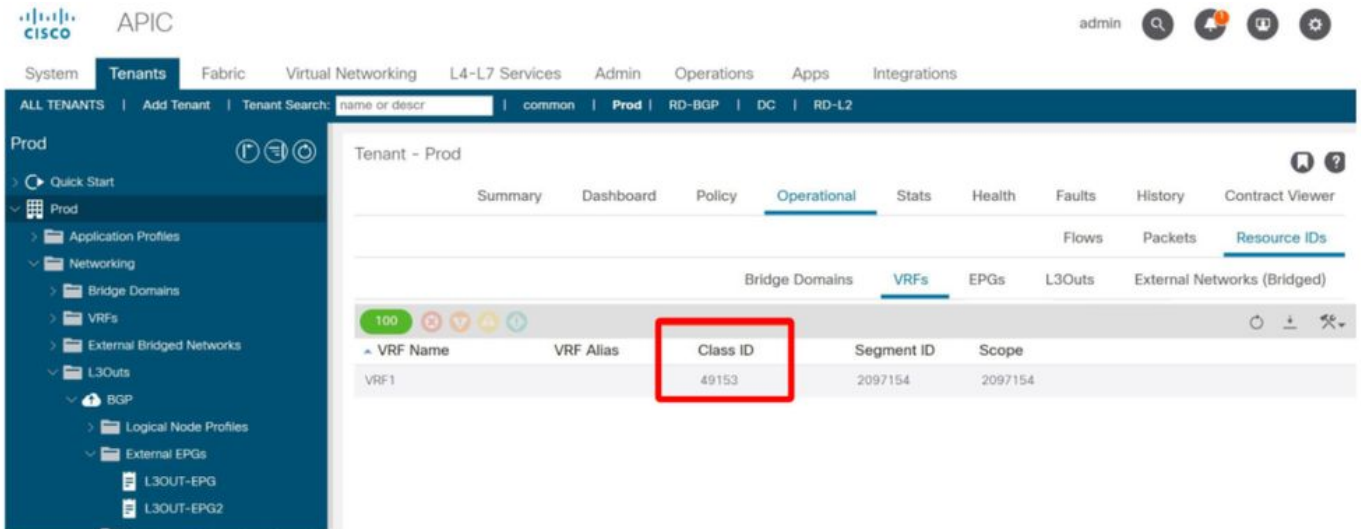 CISCO APIC admin 1
System Tenants Fabric Virtual Networking L4-L7 Services Admin Operations Apps Integrations
ALL TENANTS | Add Tenant | Tenant Search: name or descr | common | Prod | RD-BGP | DC | RD-L2
Prod
Quick Start
Prod
Application Profiles
Networking
Bridge Domains
VRFs
External Bridged Networks
L3Outs
BGP
Logical Node Profiles
External EPGs
L3OUT-EPG
L3OUT-EPG2
Tenant - Prod
Summary Dashboard Policy Operational Stats Health Faults History Contract Viewer
Flows Packets Resource IDs
Bridge Domains VRFs EPGs L3Outs External Networks (Bridged)
100
VRF Name VRF Alias Class ID Segment ID Scope
VRF1 49153 2097154 2097154